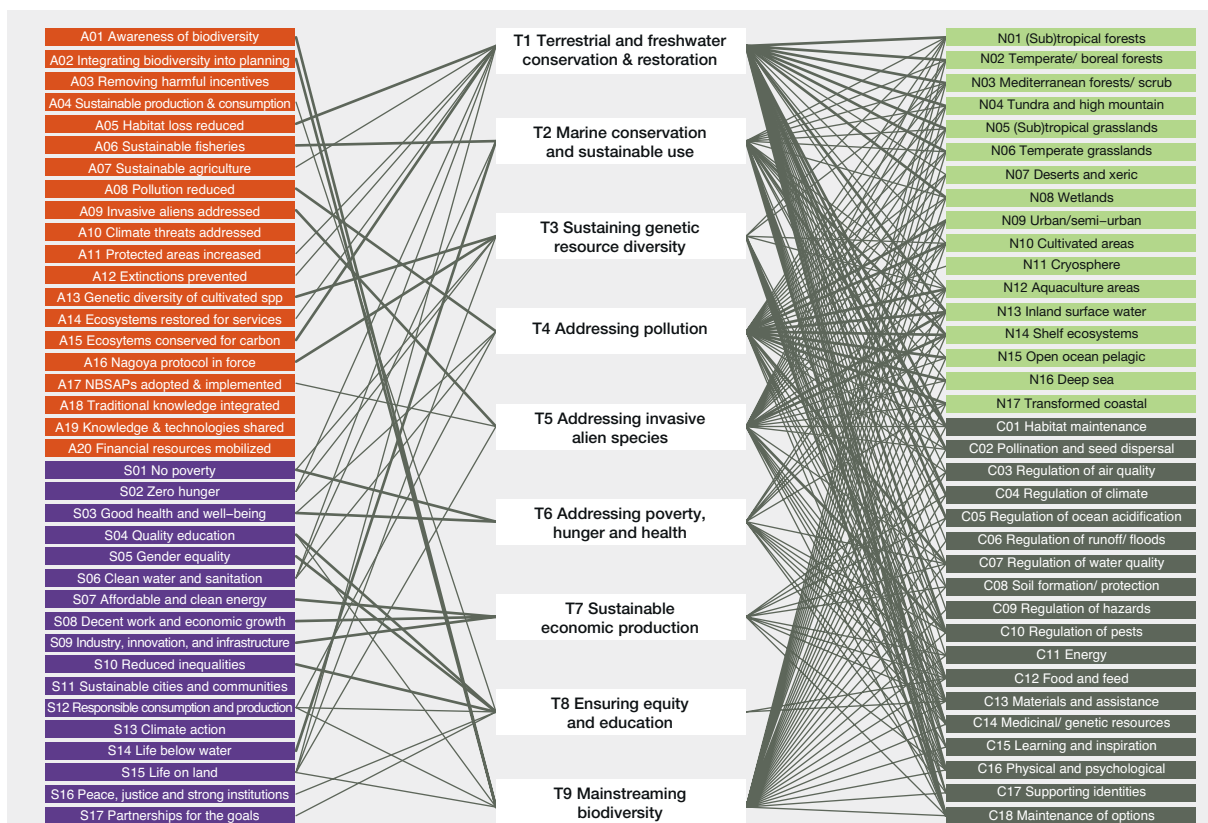 A01 Awareness of biodiversity
A02 Integrating biodiversity into planning
A03 Removing harmful incentives
A04 Sustainable production & consumption
A05 Habitat loss reduced
A06 Sustainable fisheries
A07 Sustainable agriculture
A08 Pollution reduced
A09 Invasive aliens addressed
A10 Climate threats addressed
A11 Protected areas increased
A12 Extinctions prevented
A13 Genetic diversity of cultivated spp
A14 Ecosystems restored for services
A15 Ecosytems conserved for carbon
A16 Nagoya protocol in force
A17 NBSAPs adopted & implemented
A18 Traditional knowledge integrated
A19 Knowledge & technologies shared
A20 Financial resources mobilized
S01 No poverty
S02 Zero hunger
S03 Good health and well–being
S04 Quality education
S05 Gender equality
S06 Clean water and sanitation
S07 Affordable and clean energy
S08 Decent work and economic growth
S09 Industry, innovation, and infrastructure
S10 Reduced inequalities
S11 Sustainable cities and communities
S12 Responsible consumption and production
S13 Climate action
S14 Life below water
S15 Life on land
S16 Peace, justice and strong institutions
S17 Partnerships for the goals
T1 Terrestrial and freshwater
conservation & restoration
T2 Marine conservation
and sustainable use
T3 Sustaining genetic
resource diversity
T4 Addressing pollution
T5 Addressing invasive
alien species
T6 Addressing poverty,
hunger and health
T7 Sustainable
economic production
T8 Ensuring equity
and education
T9 Mainstreaming
biodiversity
N01 (Sub)tropical forests
N02 Temperate/ boreal forests
N03 Mediterranean forests/ scrub
N04 Tundra and high mountain
N05 (Sub)tropical grasslands
N06 Temperate grasslands
N07 Deserts and xeric
N08 Wetlands
N09 Urban/semi–urban
N10 Cultivated areas
N11 Cryosphere
N12 Aquaculture areas
N13 Inland surface water
N14 Shelf ecosystems
N15 Open ocean pelagic
N16 Deep sea
N17 Transformed coastal
C01 Habitat maintenance
C02 Pollination and seed dispersal
C03 Regulation of air quality
C04 Regulation of climate
C05 Regulation of ocean acidification
C06 Regulation of runoff/ floods
C07 Regulation of water quality
C08 Soil formation/ protection
C09 Regulation of hazards
C10 Regulation of pests
C11 Energy
C12 Food and feed
C13 Materials and assistance
C14 Medicinal/ genetic resources
C15 Learning and inspiration
C16 Physical and psychological
C17 Supporting identities
C18 Maintenance of options